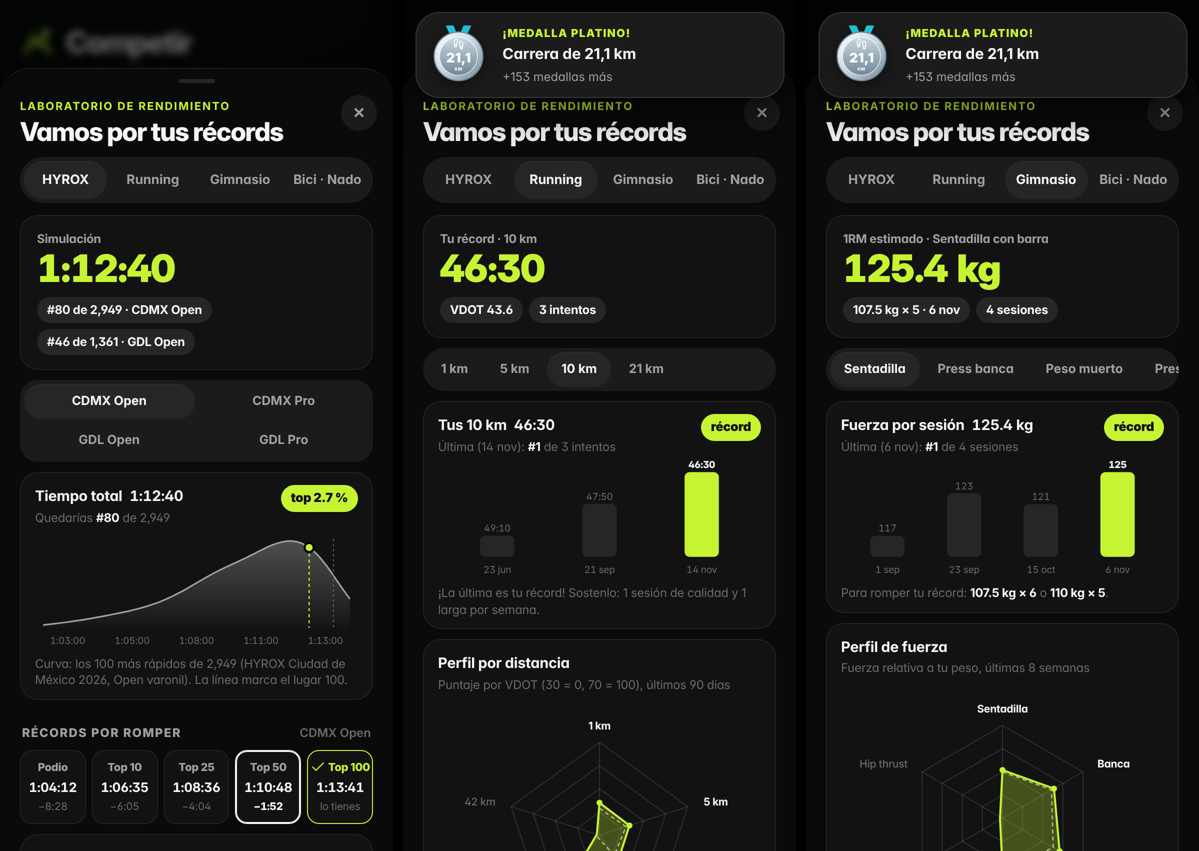 Competir
LABORATORIO DE RENDIMIENTO
Vamos por tus récords
HYROX
Running
Gimnasio
Bici · Nado
Simulación
1:12:40
#80 de 2,949 · CDMX Open
#46 de 1,361 · GDL Open
CDMX Open
CDMX Pro
GDL Open
GDL Pro
Tiempo total 1:12:40
top 2.7 %
Quedarías #80 de 2,949
1:03:00
1:05:00
1:08:00
1:11:00
1:13:00
Curva: los 100 más rápidos de 2,949 (HYROX Ciudad de
México 2026, Open varonil). La línea marca el lugar 100.
RÉCORDS POR ROMPER
CDMX Open
Podio
1:04:12
−8:28
Top 10
1:06:35
−6:05
Top 25
1:08:36
−4:04
Top 50
1:10:48
−1:52
✓ Top 100
1:13:41
lo tienes
21,1
KM
¡MEDALLA PLATINO!
Carrera de 21,1 km
+153 medallas más
LABORATORIO DE RENDIMIENTO
Vamos por tus récords
HYROX
Running
Gimnasio
Bici · Nado
Tu récord · 10 km
46:30
VDOT 43.6
3 intentos
1 km
5 km
10 km
21 km
Tus 10 km 46:30
récord
Última (14 nov): #1 de 3 intentos
49:10
47:50
46:30
23 jun
21 sep
14 nov
¡La última es tu récord! Sostenlo: 1 sesión de calidad y 1
larga por semana.
Perfil por distancia
Puntaje por VDOT (30 = 0, 70 = 100), últimos 90 días
1 km
42 km
5 km
21,1
KM
¡MEDALLA PLATINO!
Carrera de 21,1 km
+153 medallas más
LABORATORIO DE RENDIMIENTO
Vamos por tus récords
HYROX
Running
Gimnasio
Bici · Nado
1RM estimado · Sentadilla con barra
125.4 kg
107.5 kg × 5 · 6 nov
4 sesiones
Sentadilla
Press banca
Peso muerto
Pres
Fuerza por sesión 125.4 kg
récord
Última (6 nov): #1 de 4 sesiones
117
123
121
125
1 sep
23 sep
15 oct
6 nov
Para romper tu récord: 107.5 kg × 6 o 110 kg × 5.
Perfil de fuerza
Fuerza relativa a tu peso, últimas 8 semanas
Sentadilla
Hip thrust
Banca